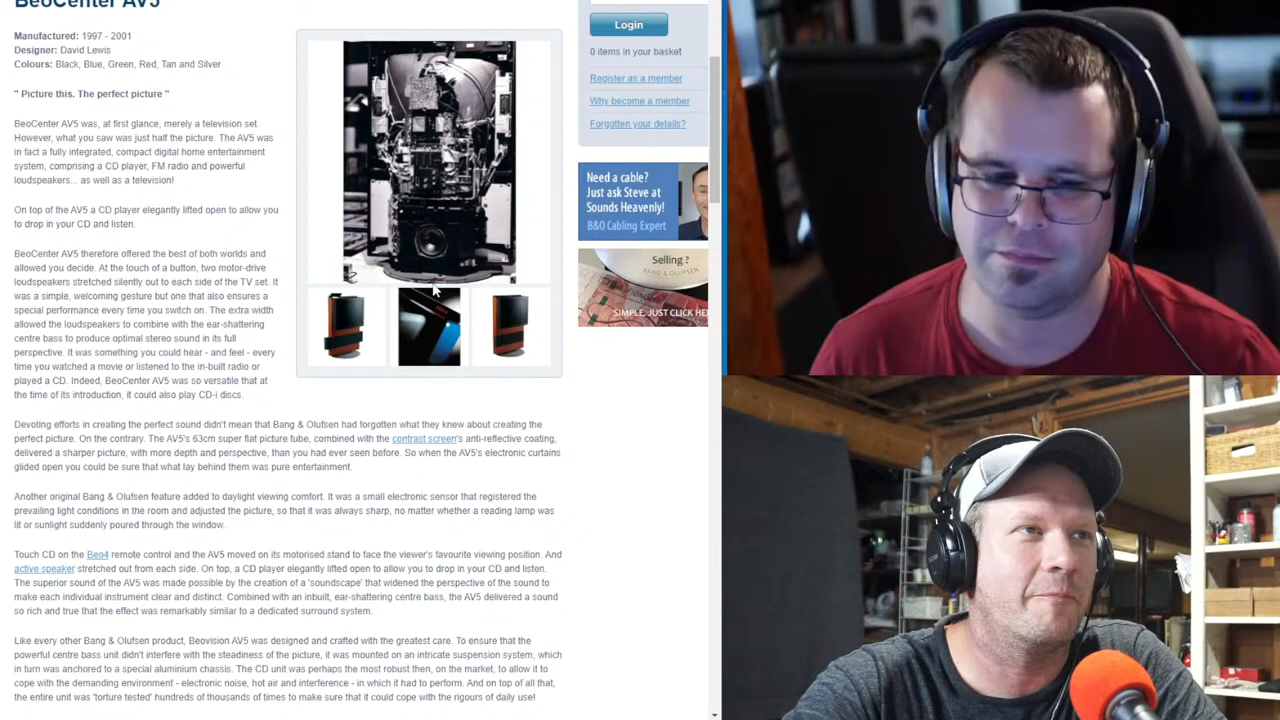 BeoCenter AV5
Manufactured: 1997 - 2001
Designer: David Lewis
Colours: Black, Blue, Green, Red, Tan and Silver
" Picture this. The perfect picture "
BeoCenter AV5 was, at first glance, merely a television set.
However, what you saw was just half the picture. The AV5 was
in fact a fully integrated, compact digital home entertainment
system, comprising a CD player, FM radio and powerful
loudspeakers... as well as a television!
On top of the AV5 a CD player elegantly lifted open to allow you
to drop in your CD and listen.
BeoCenter AV5 therefore offered the best of both worlds and
allowed you decide. At the touch of a button, two motor-drive
loudspeakers stretched silently out to each side of the TV set. It
was a simple, welcoming gesture but one that also ensures a
special performance every time you switch on. The extra width
allowed the loudspeakers to combine with the ear-shattering
centre bass to produce optimal stereo sound in its full
perspective. It was something you could hear - and feel - every
time you watched a movie or listened to the in-built radio or
played a CD. Indeed, BeoCenter AV5 was so versatile that at
the time of its introduction, it could also play CD-i discs.
Devoting efforts in creating the perfect sound didn't mean that Bang & Olufsen had forgotten what they knew about creating the
perfect picture. On the contrary. The AV5's 63cm super flat picture tube, combined with the contrast screen's anti-reflective coating,
delivered a sharper picture, with more depth and perspective, than you had ever seen before. So when the AV5's electronic curtains
glided open you could be sure that what lay behind them was pure entertainment.
Another original Bang & Olufsen feature added to daylight viewing comfort. It was a small electronic sensor that registered the
prevailing light conditions in the room and adjusted the picture, so that it was always sharp, no matter whether a reading lamp was
lit or sunlight suddenly poured through the window.
Touch CD on the Beo4 remote control and the AV5 moved on its motorised stand to face the viewer's favourite viewing position. And
active speaker stretched out from each side. On top, a CD player elegantly lifted open to allow you to drop in your CD and listen.
The superior sound of the AV5 was made possible by the creation of a 'soundscape' that widened the perspective of the sound to
make each individual instrument clear and distinct. Combined with an inbuilt, ear-shattering centre bass, the AV5 delivered a sound
so rich and true that the effect was remarkably similar to a dedicated surround system.
Like every other Bang & Olufsen product, Beovision AV5 was designed and crafted with the greatest care. To ensure that the
powerful centre bass unit didn't interfere with the steadiness of the picture, it was mounted on an intricate suspension system, which
in turn was anchored to a special aluminium chassis. The CD unit was perhaps the most robust then, on the market, to allow it to
cope with the demanding environment - electronic noise, hot air and interference - in which it had to perform. And on top of all that,
the entire unit was 'torture tested' hundreds of thousands of times to make sure that it could cope with the rigours of daily use!
Login
0 items in your basket
Register as a member
Why become a member
Forgotten your details?
Need a cable?
Just ask Steve at
Sounds Heavenly!
B&O Cabling Expert
Selling ?
BANG & OLUFSEN
SIMPLE. JUST CLICK HE